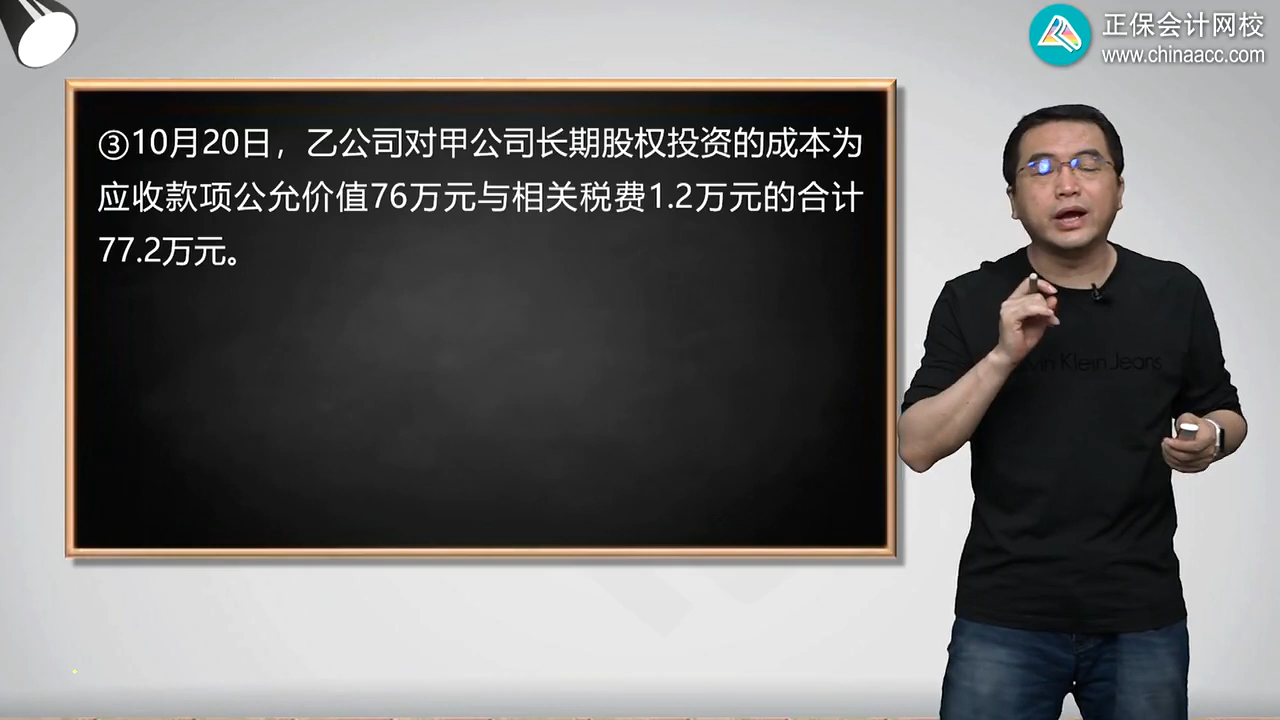 正保会计网校
www.chinaacc.com
③10月20日，乙公司对甲公司长期股权投资的成本为
应收款项公允价值76万元与相关税费1.2万元的合计
77.2万元。
Klein Jeans